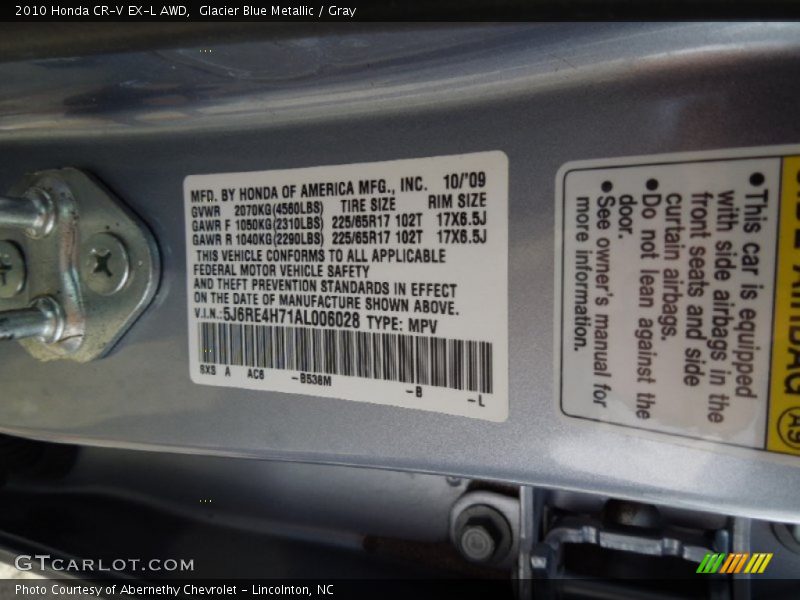 2010 Honda CR-V EX-L AWD, Glacier Blue Metallic / Gray
MFD. BY HONDA OF AMERICA MFG., INC. 10/'09
GVWR 2070KG(4560LBS) TIRE SIZE RIM SIZE
GAWR F 1050KG(2310LBS) 225/65R17 102T 17X6.5J
GAWR R 1040KG(2290LBS) 225/65R17 102T 17X6.5J
THIS VEHICLE CONFORMS TO ALL APPLICABLE
FEDERAL MOTOR VEHICLE SAFETY
AND THEFT PREVENTION STANDARDS IN EFFECT
ON THE DATE OF MANUFACTURE SHOWN ABOVE.
V.I.N.: 5J6RE4H71AL006028 TYPE: MPV
SXS A AC6 -B538M -B -L
• This car is equipped
with side airbags in the
front seats and side
curtain airbags.
• Do not lean against the
door.
• See owner's manual for
more information.
AIRBAG
GTCARLOT.COM
Photo Courtesy of Abernethy Chevrolet - Lincolnton, NC